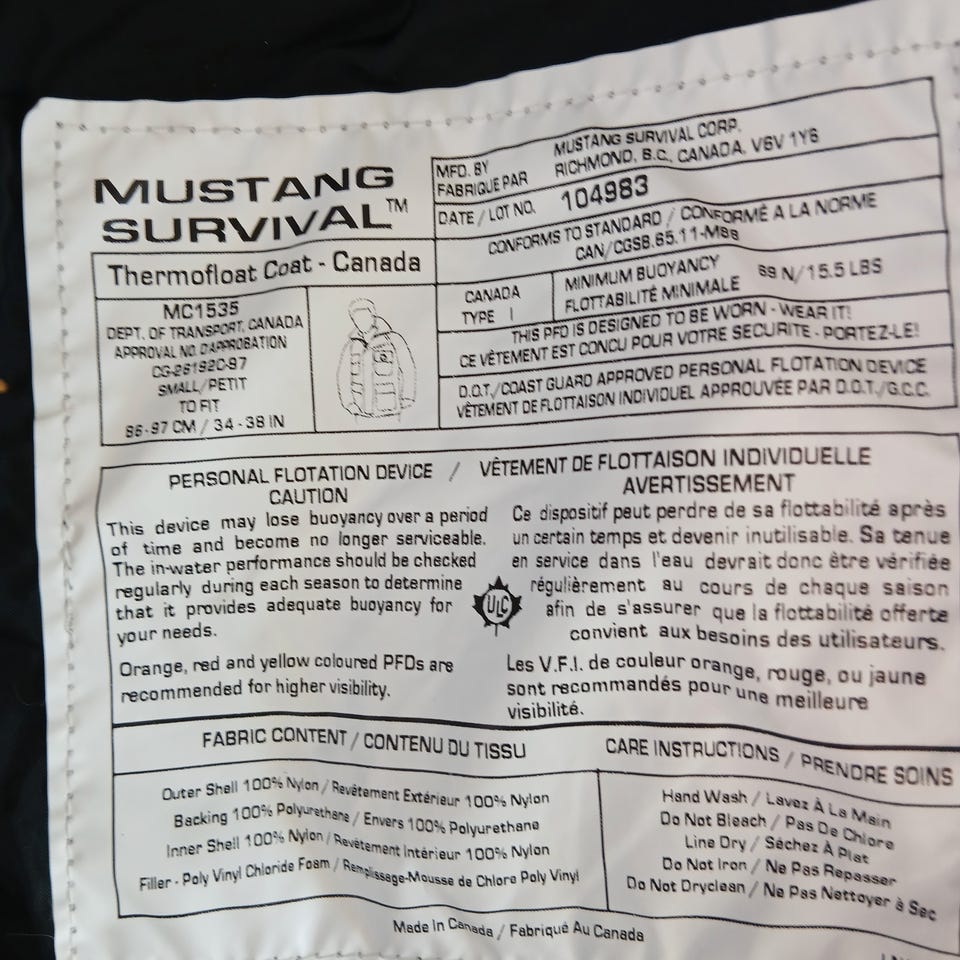 MUSTANG
SURVIVAL™
Thermofloat Coat - Canada
MC1535
DEPT. OF TRANSPORT, CANADA
APPROVAL NO. D'APPROBATION
CG-26192C-97
SMALL/PETIT
TO FIT
86-97 CM / 34-38 IN
MFD. BY
FABRIQUE PAR
MUSTANG SURVIVAL CORP.
RICHMOND, B.C., CANADA, V6V 1Y6
DATE / LOT NO. 104983
CONFORMS TO STANDARD / CONFORMÉ A LA NORME
CAN/CGSB.65.11-M88
CANADA
TYPE I
MINIMUM BUOYANCY
FLOTTABILITÉ MINIMALE
69 N/15.5 LBS
THIS PFD IS DESIGNED TO BE WORN - WEAR IT!
CE VÊTEMENT EST CONCU POUR VOTRE SECURITE - PORTEZ-LE!
D.O.T./COAST GUARD APPROVED PERSONAL FLOTATION DEVICE
VÊTEMENT DE FLOTTAISON INDIVIDUEL APPROUVÉE PAR D.O.T./G.C.C.
PERSONAL FLOTATION DEVICE / VÊTEMENT DE FLOTTAISON INDIVIDUELLE
CAUTION
AVERTISSEMENT
This device may lose buoyancy over a period
of time and become no longer serviceable.
The in-water performance should be checked
regularly during each season to determine
that it provides adequate buoyancy for
your needs.
Orange, red and yellow coloured PFDs are
recommended for higher visibility.
ULC
Ce dispositif peut perdre de sa flottabilité après
un certain temps et devenir inutilisable. Sa tenue
en service dans l'eau devrait donc être vérifiée
régulièrement au cours de chaque saison
afin de s'assurer que la flottabilité offerte
convient aux besoins des utilisateurs.
Les V.F.I. de couleur orange, rouge, ou jaune
sont recommandés pour une meilleure
visibilité.
FABRIC CONTENT / CONTENU DU TISSU
Outer Shell 100% Nylon / Revêtement Extérieur 100% Nylon
Backing 100% Polyurethane / Envers 100% Polyurethane
Inner Shell 100% Nylon / Revêtement Intérieur 100% Nylon
Filler - Poly Vinyl Chloride Foam / Remplissage-Mousse de Chlore Poly Vinyl
CARE INSTRUCTIONS / PRENDRE SOINS
Hand Wash / Lavez À La Main
Do Not Bleach / Pas De Chlore
Line Dry / Séchez À Plat
Do Not Iron / Ne Pas Repasser
Do Not Dryclean / Ne Pas Nettoyer à Sec
Made In Canada / Fabriqué Au Canada